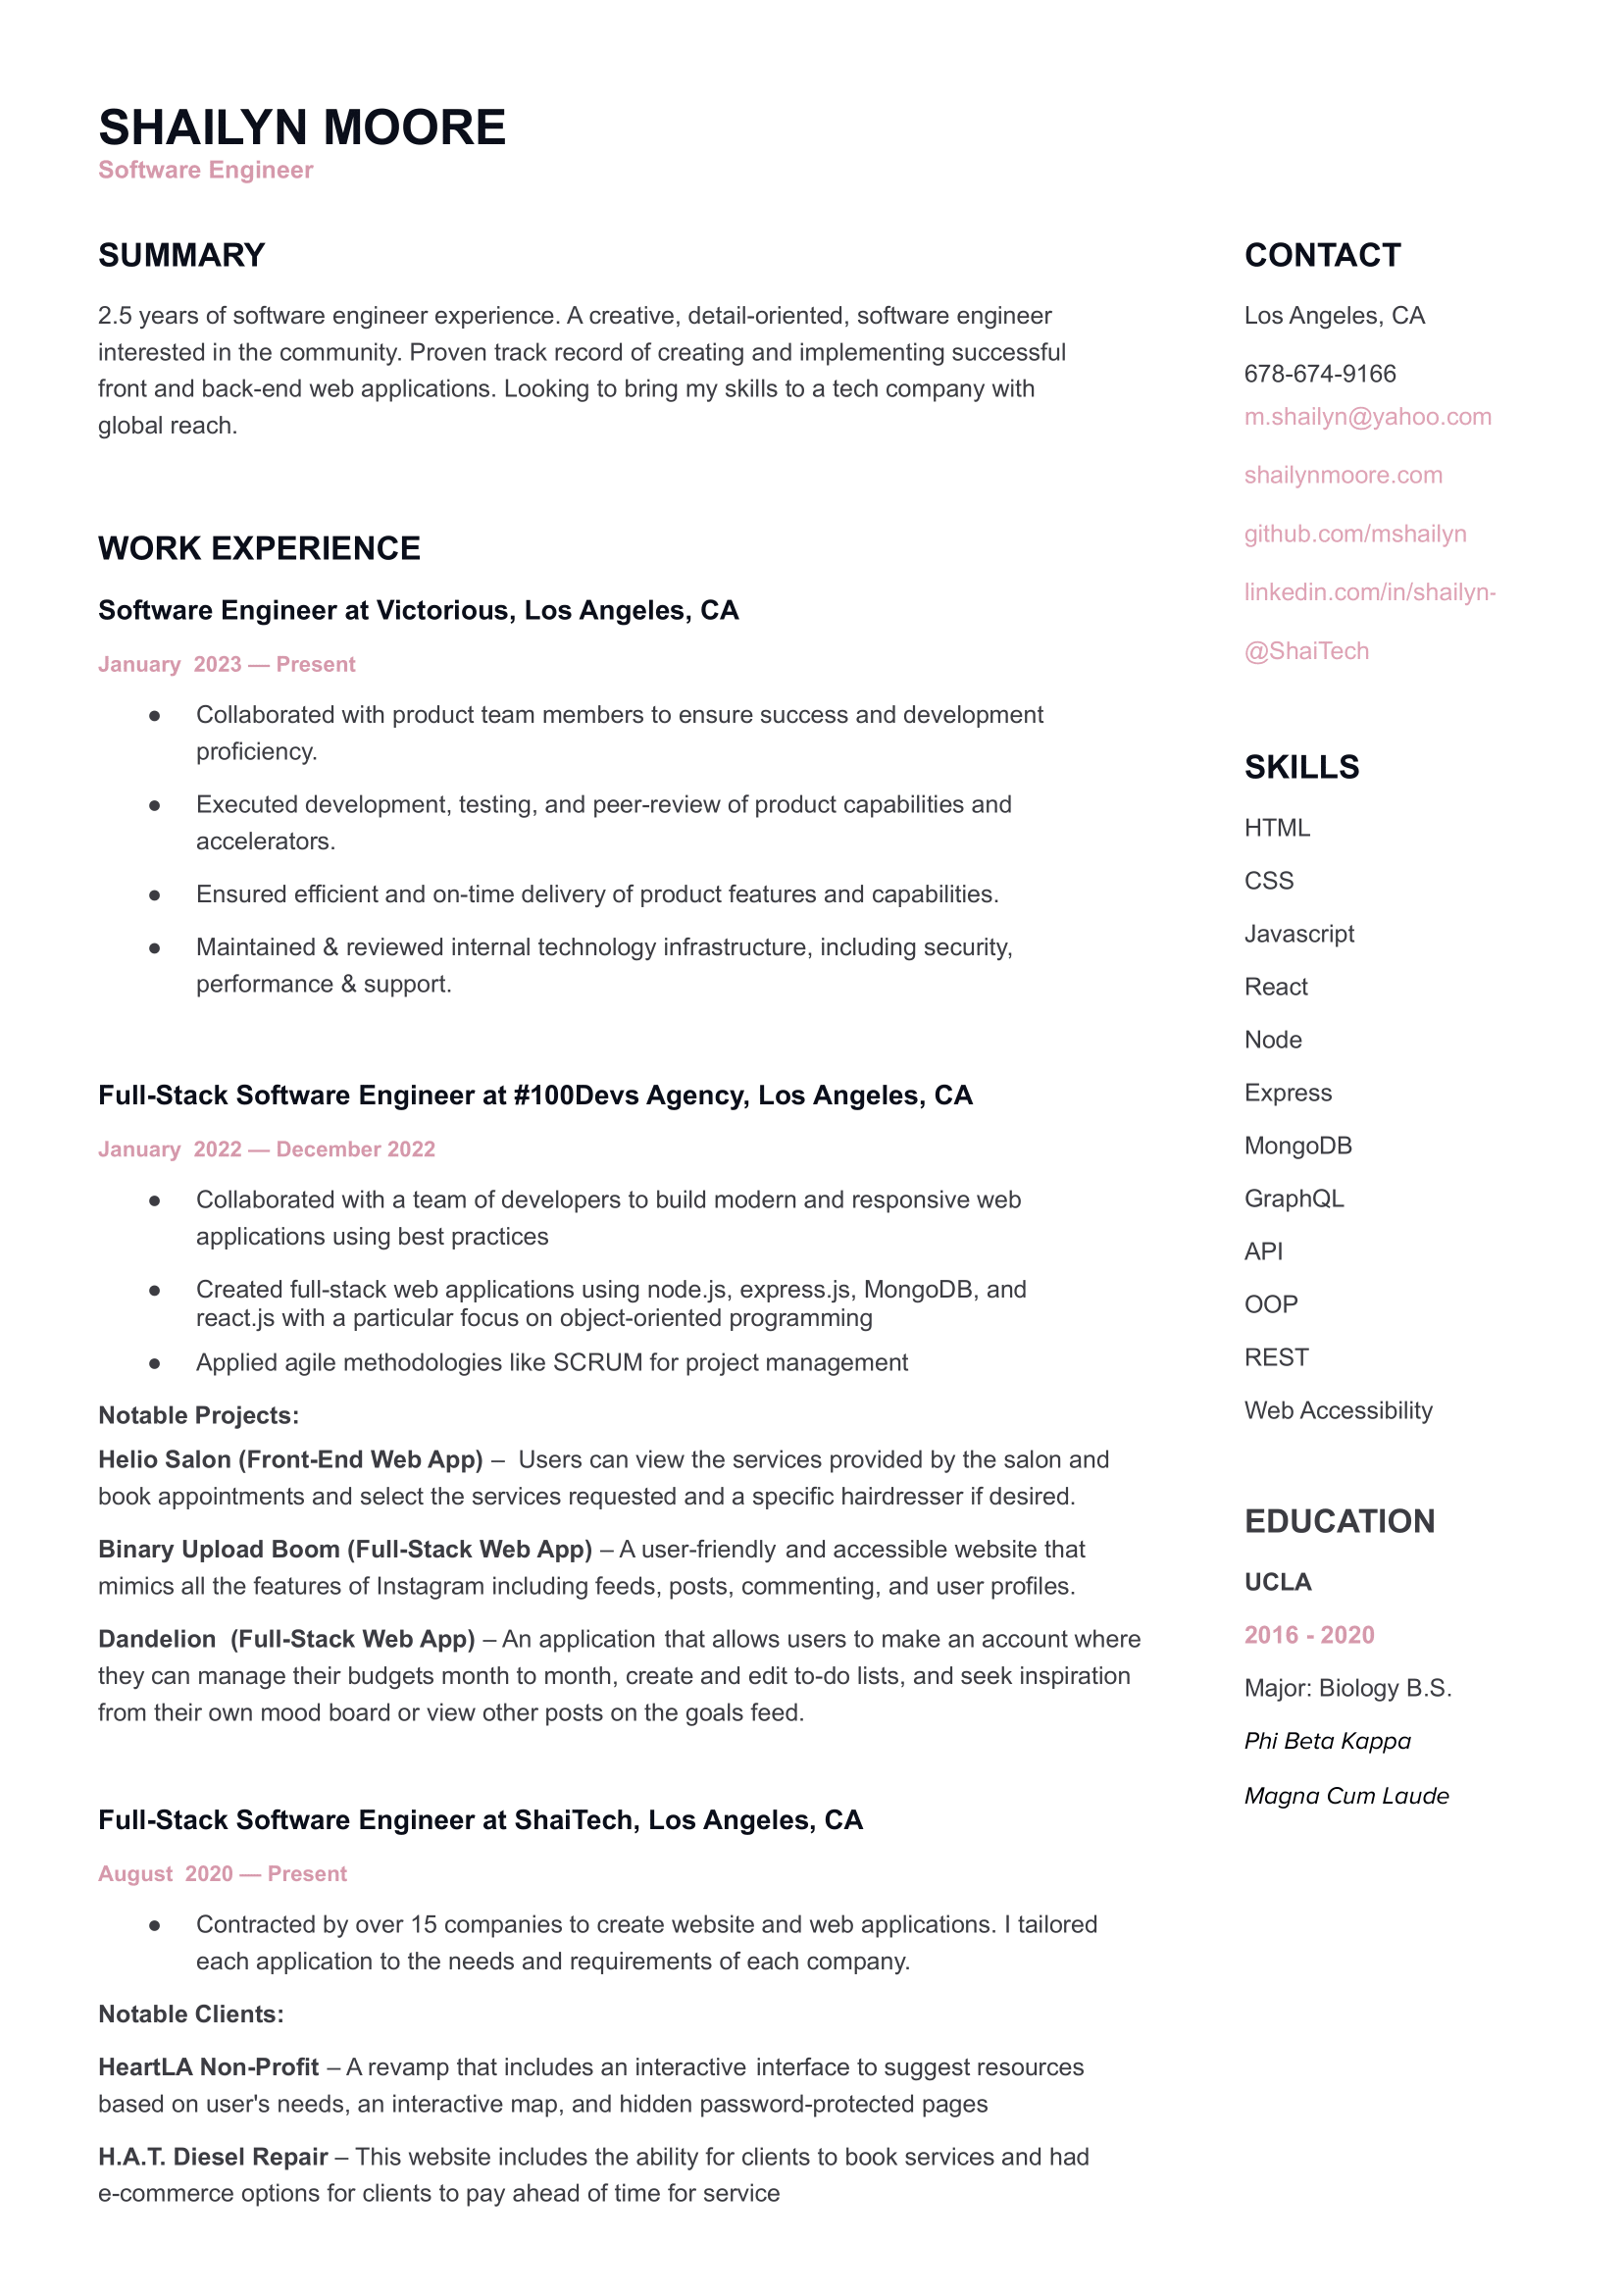 SHAILYN MOORE
Software Engineer
SUMMARY
2.5 years of software engineer experience. A creative, detail-oriented, software engineer
interested in the community. Proven track record of creating and implementing successful
front and back-end web applications. Looking to bring my skills to a tech company with
global reach.
WORK EXPERIENCE
Software Engineer at Victorious, Los Angeles, CA
January  2023 — Present
● Collaborated with product team members to ensure success and development
proficiency.
● Executed development, testing, and peer-review of product capabilities and
accelerators.
● Ensured efficient and on-time delivery of product features and capabilities.
● Maintained & reviewed internal technology infrastructure, including security,
performance & support.
Full-Stack Software Engineer at #100Devs Agency, Los Angeles, CA
January  2022 — December 2022
● Collaborated with a team of developers to build modern and responsive web
applications using best practices
● Created full-stack web applications using node.js, express.js, MongoDB, and
react.js with a particular focus on object-oriented programming
● Applied agile methodologies like SCRUM for project management
Notable Projects:
Helio Salon (Front-End Web App) –  Users can view the services provided by the salon and
book appointments and select the services requested and a specific hairdresser if desired.
Binary Upload Boom (Full-Stack Web App) – A user-friendly and accessible website that
mimics all the features of Instagram including feeds, posts, commenting, and user profiles.
Dandelion  (Full-Stack Web App) – An application that allows users to make an account where
they can manage their budgets month to month, create and edit to-do lists, and seek inspiration
from their own mood board or view other posts on the goals feed.
Full-Stack Software Engineer at ShaiTech, Los Angeles, CA
August  2020 — Present
● Contracted by over 15 companies to create website and web applications. I tailored
each application to the needs and requirements of each company.
Notable Clients:
HeartLA Non-Profit – A revamp that includes an interactive interface to suggest resources
based on user's needs, an interactive map, and hidden password-protected pages
H.A.T. Diesel Repair – This website includes the ability for clients to book services and had
e-commerce options for clients to pay ahead of time for service
CONTACT
Los Angeles, CA
678-674-9166
m.shailyn@yahoo.com
shailynmoore.com
github.com/mshailyn
linkedin.com/in/shailyn-
@ShaiTech
SKILLS
HTML
CSS
Javascript
React
Node
Express
MongoDB
GraphQL
API
OOP
REST
Web Accessibility
EDUCATION
UCLA
2016 - 2020
Major: Biology B.S.
Phi Beta Kappa
Magna Cum Laude